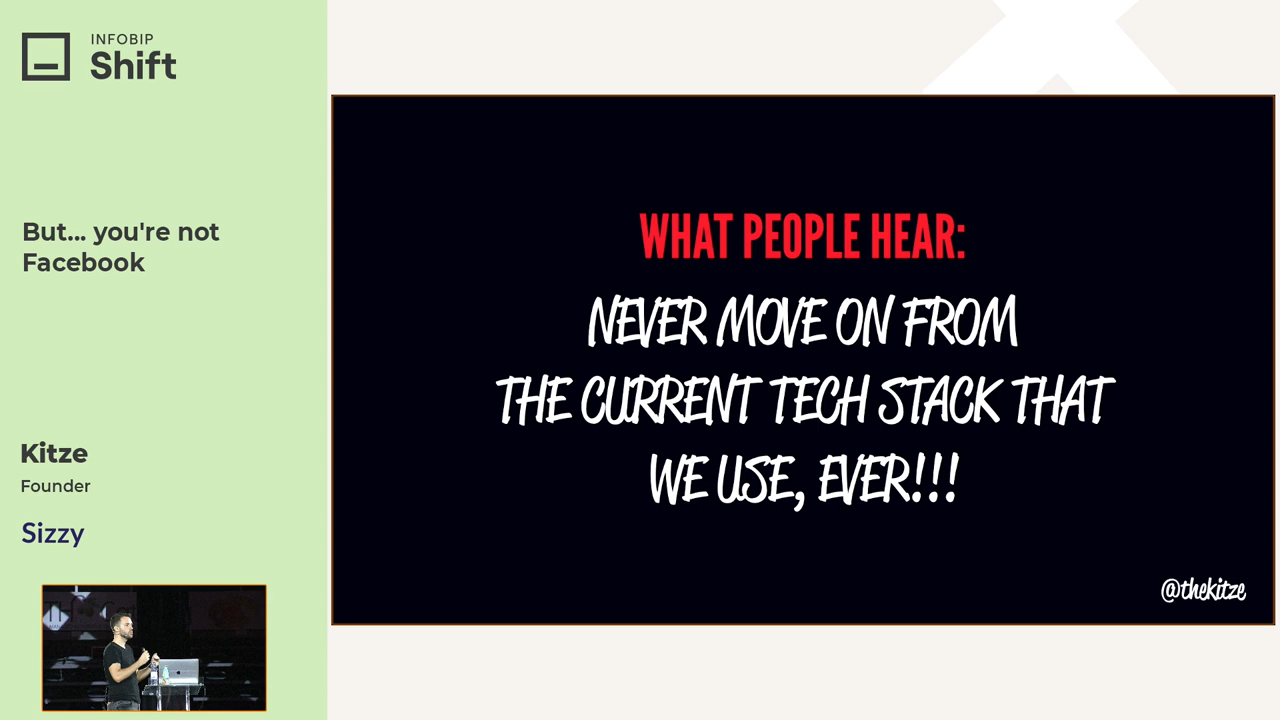 INFOBIP
Shift
But... you're not
Facebook
Kitze
Founder
Sizzy
WHAT PEOPLE HEAR:
NEVER MOVE ON FROM
THE CURRENT TECH STACK THAT
WE USE, EVER!!!
@thekitze